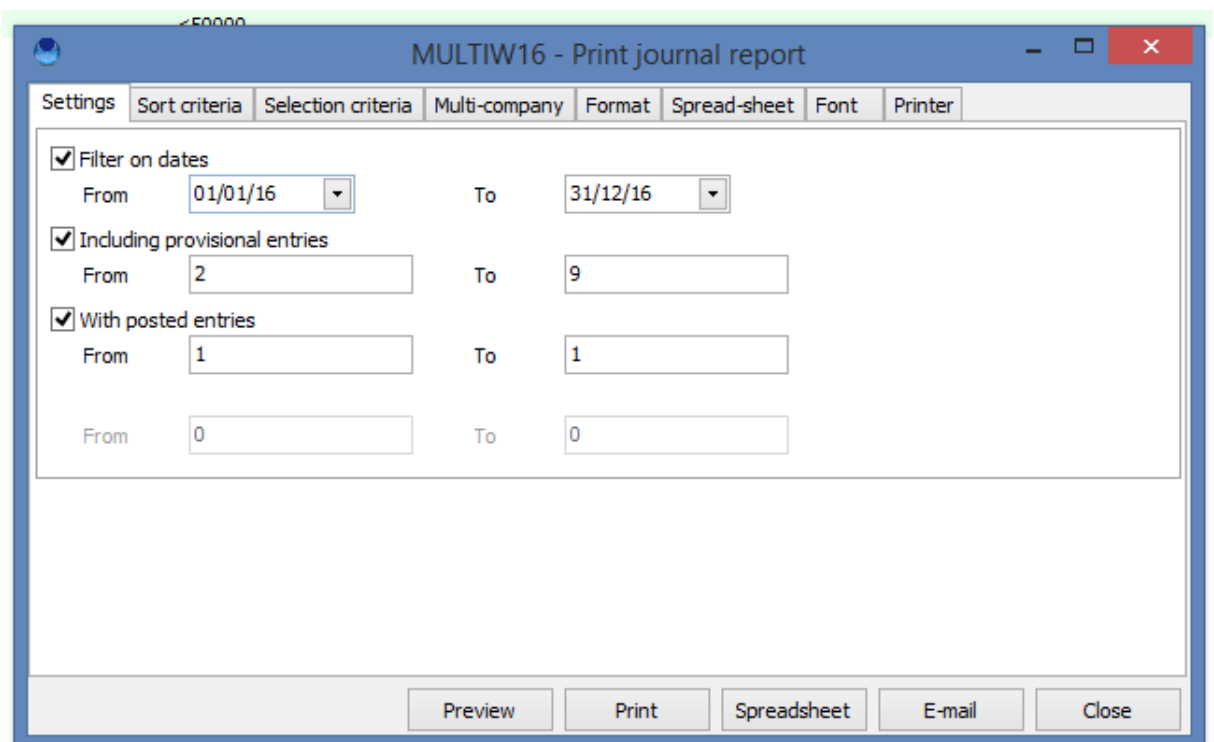 <50000
MULTIW16 - Print journal report
Settings Sort criteria Selection criteria Multi-company Format Spread-sheet Font Printer
Filter on dates
From 01/01/16 To 31/12/16
Including provisional entries
From 2 To 9
With posted entries
From 1 To 1
From 0 To 0
Preview Print Spreadsheet E-mail Close